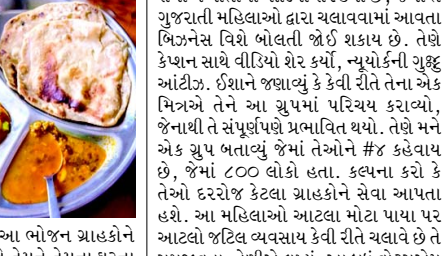 ગુજરાતી મહિલાઓ દ્વારા ચલાવવામાં આવતા
બિઝનેસ વિશે બોલતી જોઈ શકાય છે. તેણે
કેપ્શન સાથે વીડિયો શેર કર્યો, ન્યૂયોર્કની ગુજ્જુ
આંટીઝ. ઈશાને જણાવ્યું કે કેવી રીતે તેના એક
મિત્રએ તેને આ ગ્રુપમાં પરિચય કરાવ્યો,
જેનાથી તે સંપૂર્ણપણે પ્રભાવિત થયો. તેણે મને
એક ગ્રુપ બતાવ્યું જેમાં તેઓને #૪ કહેવાય
છે, જેમાં ૮૦૦ લોકો હતા. કલ્પના કરો કે
તેઓ દરરોજ કેટલા ગ્રાહકોને સેવા આપતા
હશે. આ મહિલાઓ આટલા મોટા પાયા પર
આટલો જટિલ વ્યવસાય કેવી રીતે ચલાવે છે તે
આ ભોજન ગ્રાહકોને